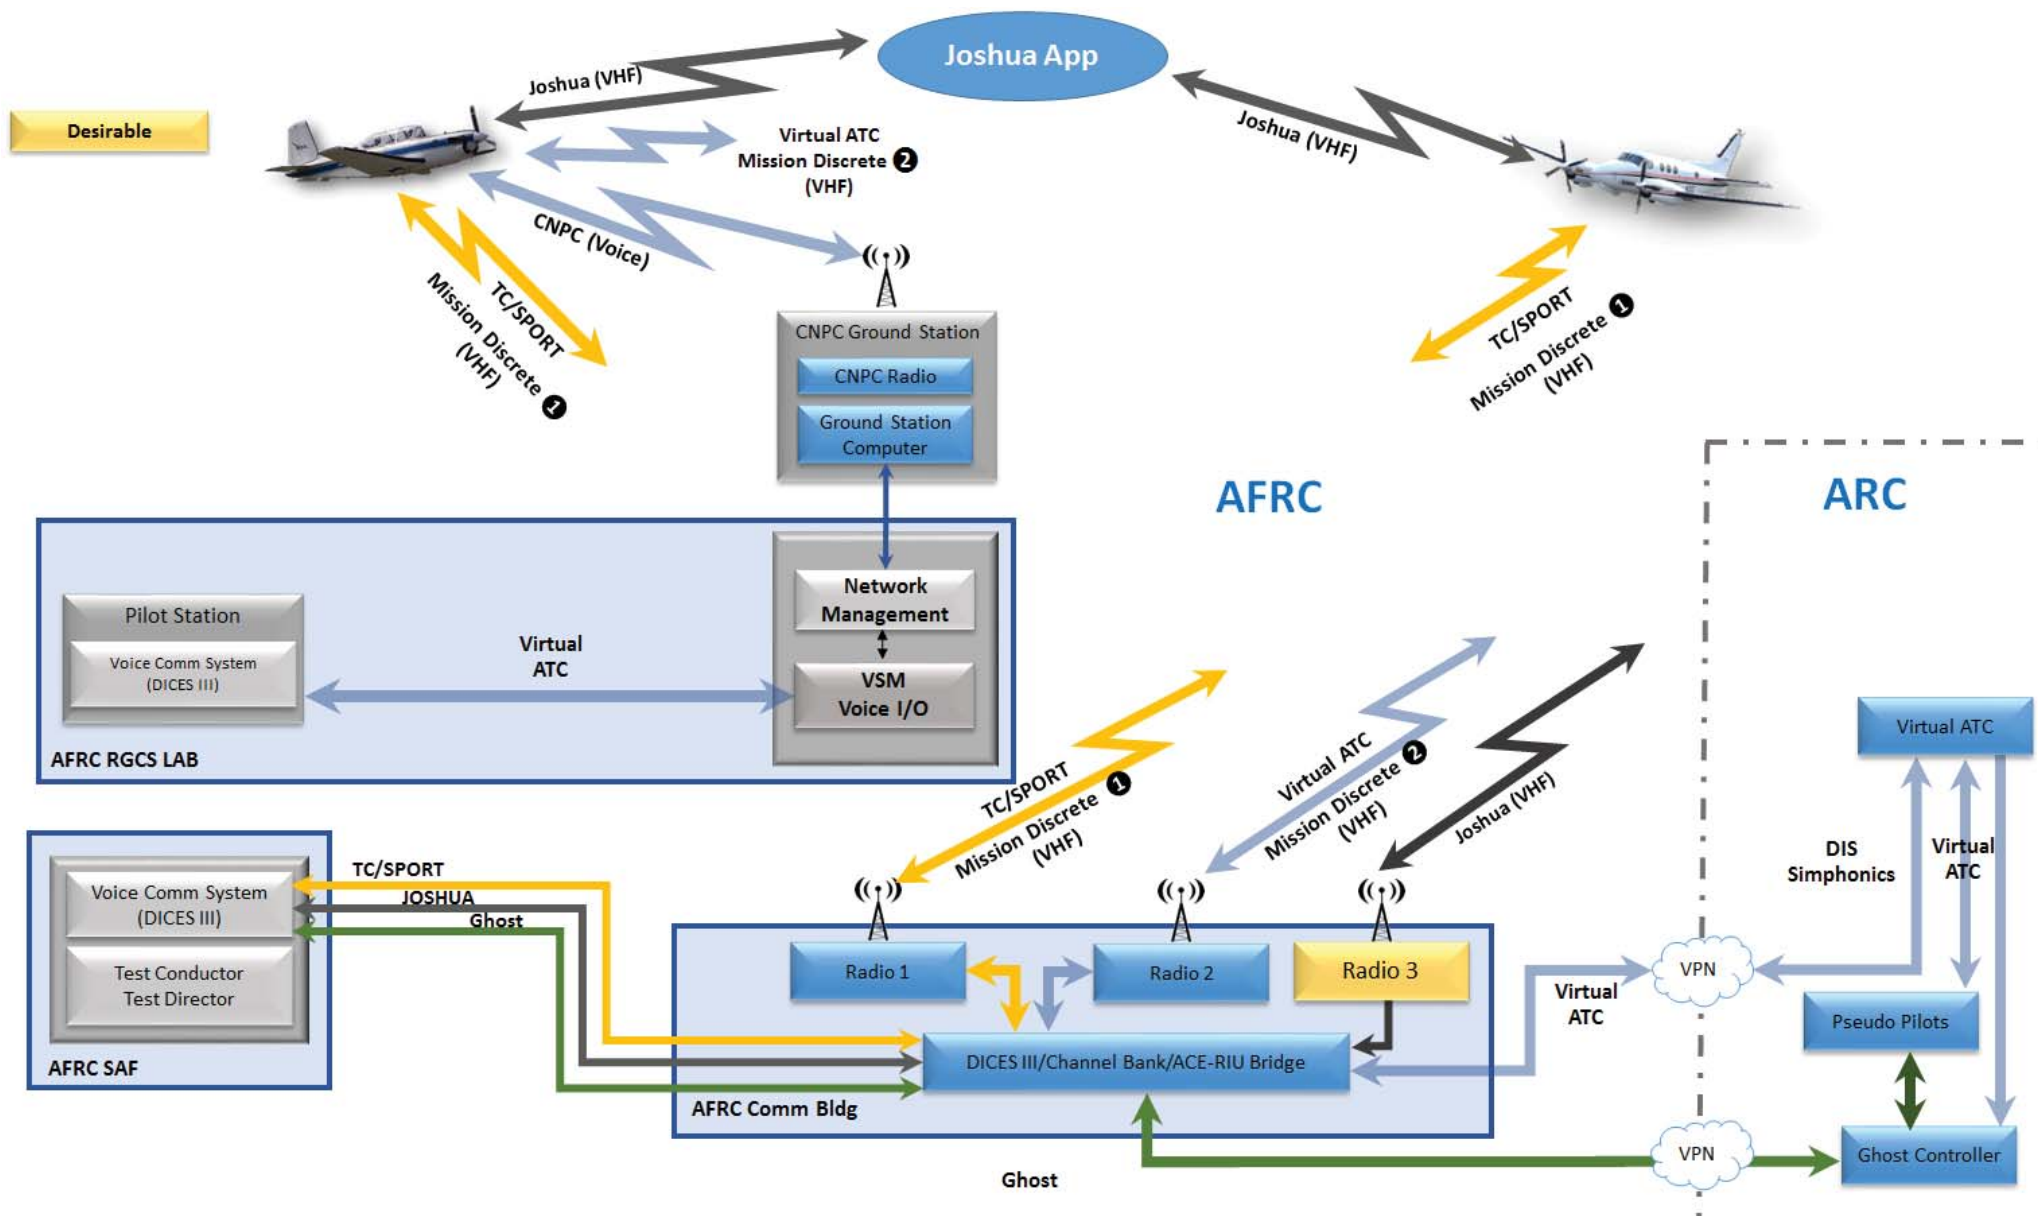 Joshua App
Joshua (VHF)
Joshua (VHF)
Desirable
Virtual ATC
Mission Discrete 2
(VHF)
CNPC (Voice)
TC/SPORT
Mission Discrete 1
(VHF)
TC/SPORT
Mission Discrete 1
(VHF)
CNPC Ground Station
CNPC Radio
Ground Station
Computer
AFRC
ARC
Network
Management
Pilot Station
Voice Comm System
(DICES III)
Virtual
ATC
VSM
Voice I/O
AFRC RGCS LAB
TC/SPORT
Mission Discrete 1
(VHF)
Virtual ATC
Mission Discrete 2
(VHF)
Joshua (VHF)
Virtual ATC
DIS
Simphonics
Virtual
ATC
TC/SPORT
JOSHUA
Ghost
Voice Comm System
(DICES III)
Test Conductor
Test Director
AFRC SAF
Radio 1
Radio 2
Radio 3
VPN
Virtual
ATC
Pseudo Pilots
DICES III/Channel Bank/ACE-RIU Bridge
AFRC Comm Bldg
VPN
Ghost Controller
Ghost